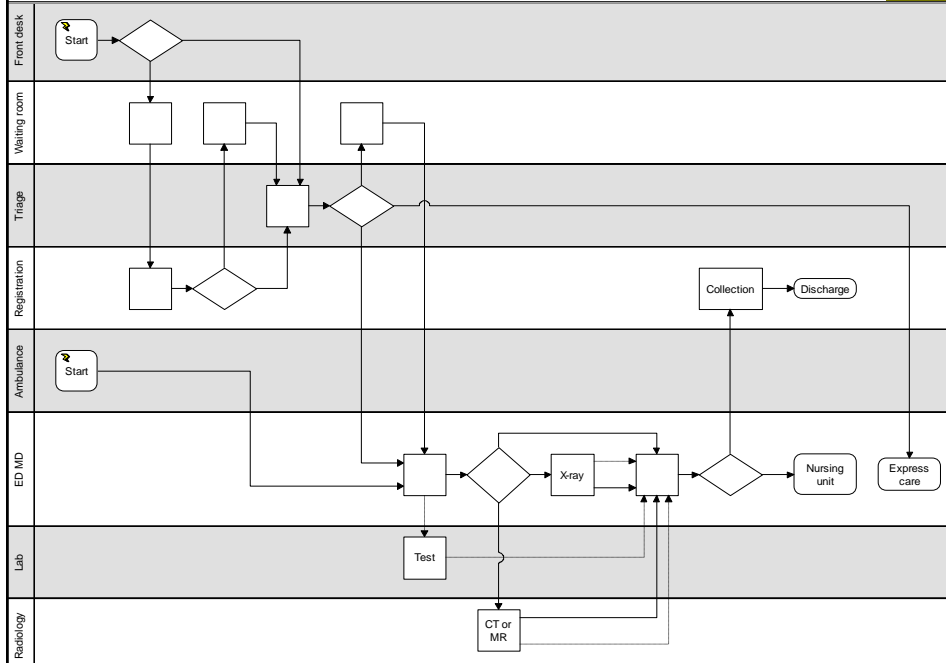 Front desk
Start
Waiting room
Triage
Registration
Collection
Discharge
Ambulance
Start
ED MD
X-ray
Nursing
unit
Express
care
Lab
Test
Radiology
CT or
MR